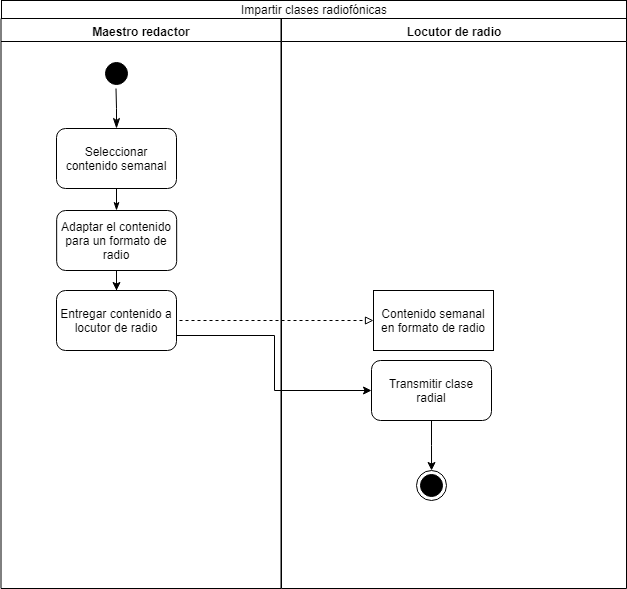 Impartir clases radiofónicas
Maestro redactor
Locutor de radio
Seleccionar
contenido semanal
Adaptar el contenido
para un formato de
radio
Entregar contenido a
locutor de radio
Contenido semanal
en formato de radio
Transmitir clase
radial